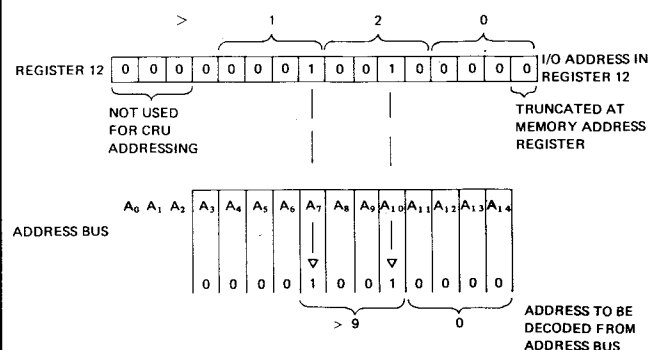 > 1 2 0
REGISTER 12 0 0 0 0 0 0 0 1 0 0 1 0 0 0 0 0 I/O ADDRESS IN
REGISTER 12
NOT USED
FOR CRU
ADDRESSING
TRUNCATED AT
MEMORY ADDRESS
REGISTER
A₀ A₁ A₂ A₃ A₄ A₅ A₆ A₇ A₈ A₉ A₁₀ A₁₁ A₁₂ A₁₃ A₁₄
ADDRESS BUS
0 0 0 0 1 0 0 1 0 0 0 0
> 9 0
ADDRESS TO BE
DECODED FROM
ADDRESS BUS